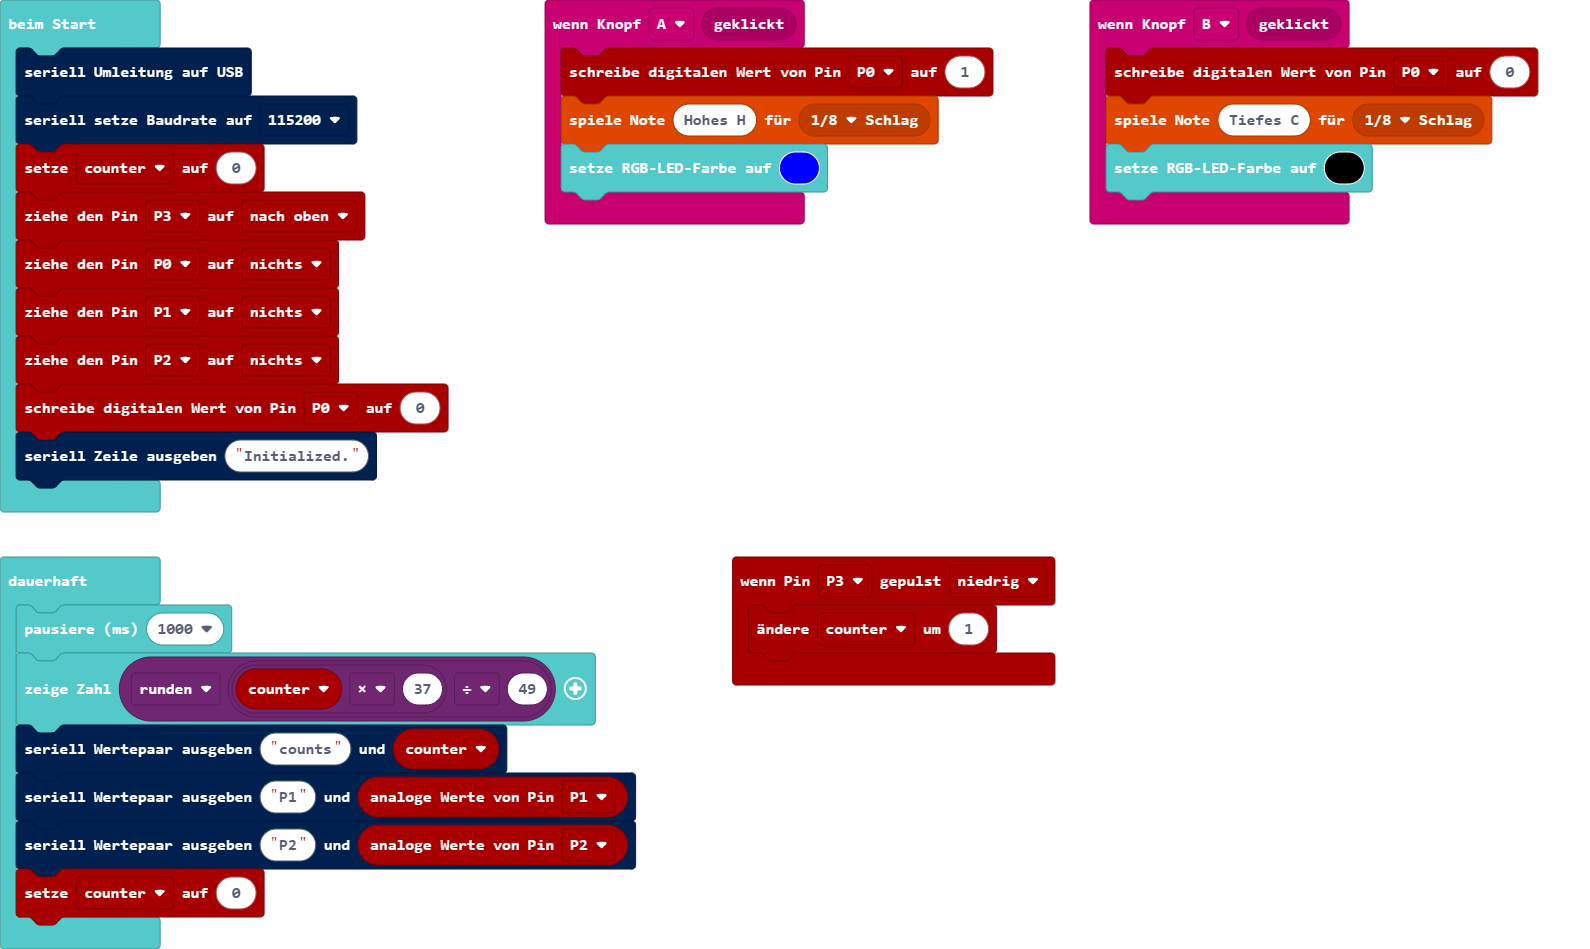 beim Start
seriell Umleitung auf USB
seriell setze Baudrate auf 115200
setze counter auf 0
ziehe den Pin P3 auf nach oben
ziehe den Pin P0 auf nichts
ziehe den Pin P1 auf nichts
ziehe den Pin P2 auf nichts
schreibe digitalen Wert von Pin P0 auf 0
seriell Zeile ausgeben "Initialized."
wenn Knopf A geklickt
schreibe digitalen Wert von Pin P0 auf 1
spiele Note Hohes H für 1/8 Schlag
setze RGB-LED-Farbe auf
wenn Knopf B geklickt
schreibe digitalen Wert von Pin P0 auf 0
spiele Note Tiefes C für 1/8 Schlag
setze RGB-LED-Farbe auf
dauerhaft
pausiere (ms) 1000
zeige Zahl runden counter × 37 ÷ 49
seriell Wertepaar ausgeben "counts" und counter
seriell Wertepaar ausgeben "P1" und analoge Werte von Pin P1
seriell Wertepaar ausgeben "P2" und analoge Werte von Pin P2
setze counter auf 0
wenn Pin P3 gepulst niedrig
ändere counter um 1